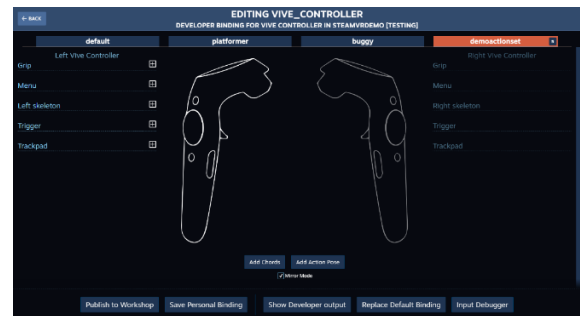 ← BACK
EDITING VIVE_CONTROLLER
DEVELOPER BINDING FOR VIVE CONTROLLER IN STEAMVRDEMO [TESTING]
default platformer buggy demoactionset
Left Vive Controller Right Vive Controller
Grip Grip
Menu Menu
Left skeleton Right skeleton
Trigger Trigger
Trackpad Trackpad
Add Chords Add Action Pose
Mirror Mode
Publish to Workshop Save Personal Binding Show Developer output Replace Default Binding Input Debugger